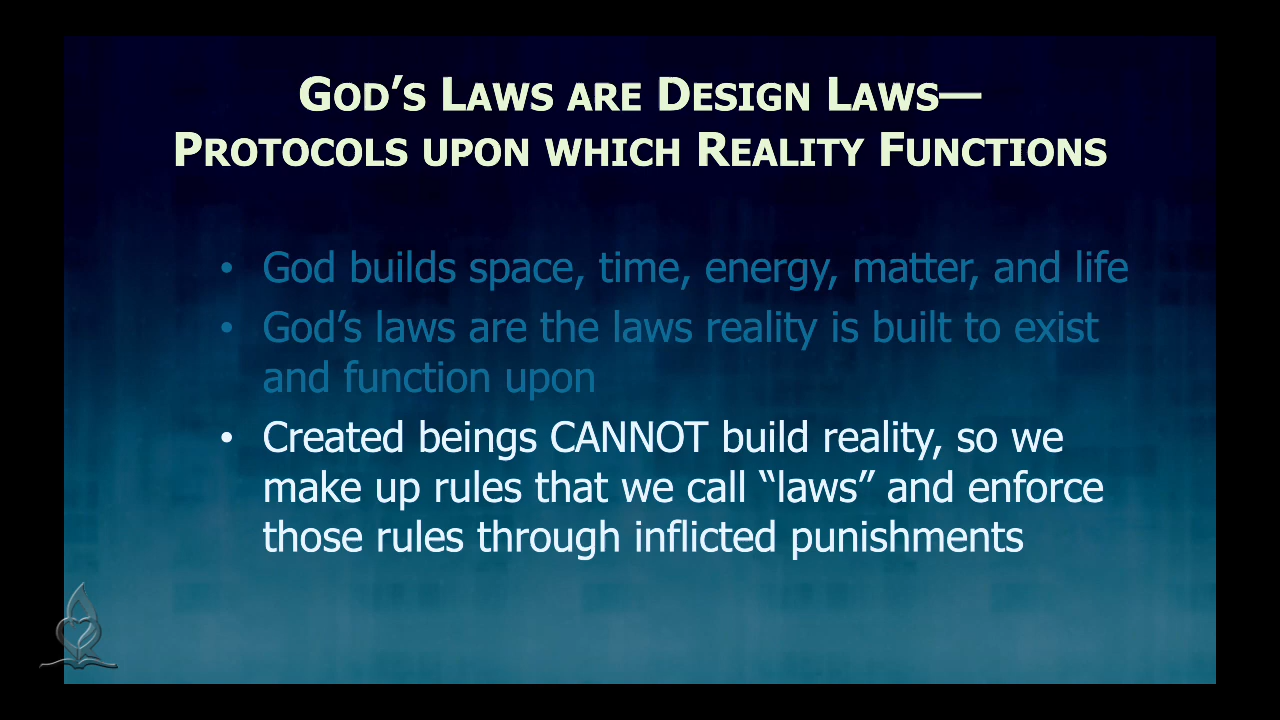 GOD’S LAWS ARE DESIGN LAWS—
PROTOCOLS UPON WHICH REALITY FUNCTIONS
• God builds space, time, energy, matter, and life
• God’s laws are the laws reality is built to exist
and function upon
• Created beings CANNOT build reality, so we
make up rules that we call “laws” and enforce
those rules through inflicted punishments